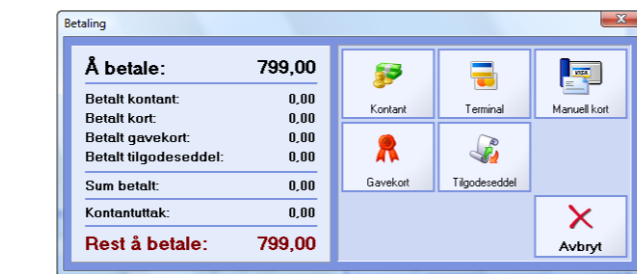 Betaling
Å betale: 799,00
Betalt kontant: 0,00
Betalt kort: 0,00
Betalt gavekort: 0,00
Betalt tilgodeseddel: 0,00
Sum betalt: 0,00
Kontantuttak: 0,00
Rest å betale: 799,00
Kontant Terminal Manuell kort
VISA
Gavekort Tilgodeseddel
Avbryt